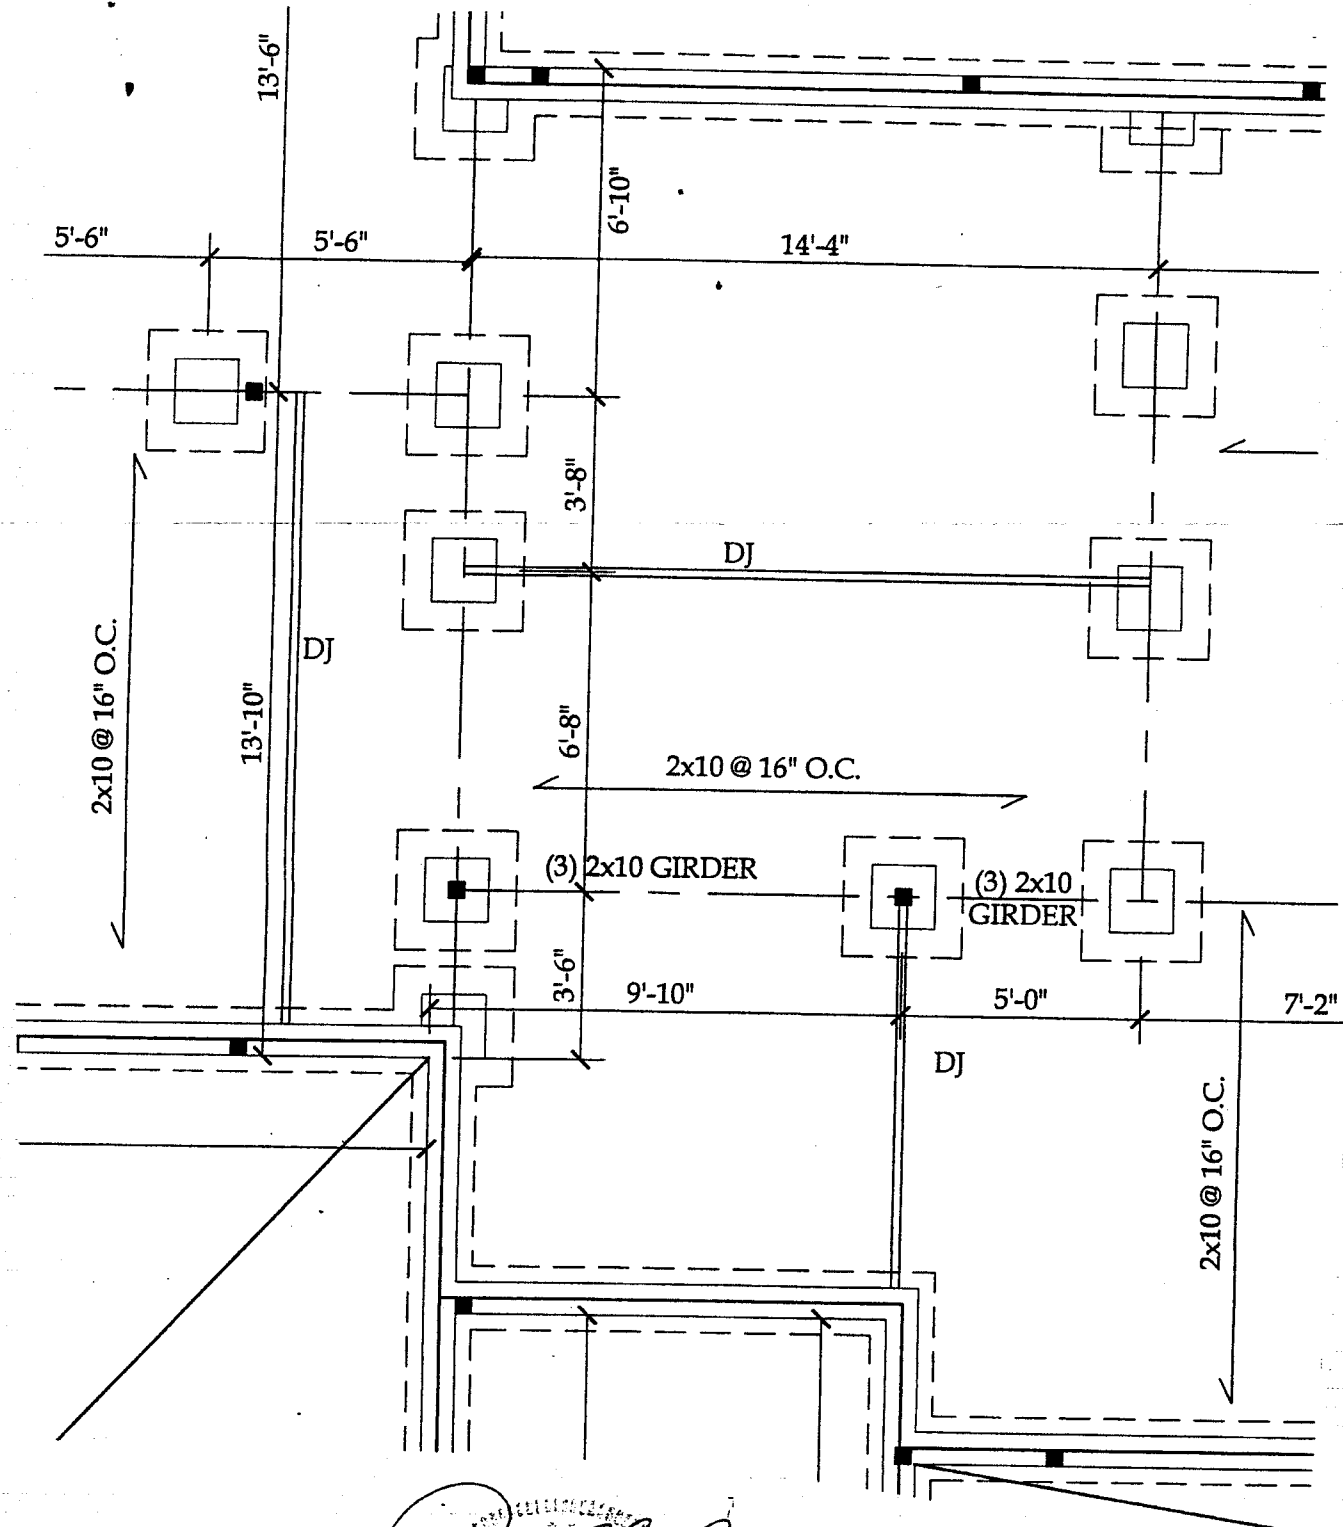 13'-6"
6'-10"
5'-6"
5'-6"
14'-4"
3'-8"
DJ
DJ
2x10 @ 16" O.C.
13'-10"
6'-8"
2x10 @ 16" O.C.
(3) 2x10 GIRDER
(3) 2x10
GIRDER
3'-6"
9'-10"
5'-0"
7'-2"
DJ
2x10 @ 16" O.C.